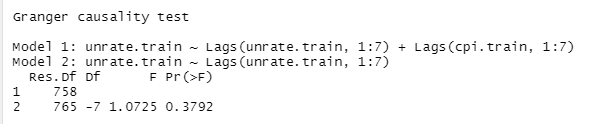 Granger causality test
Model 1: unrate.train ~ Lags(unrate.train, 1:7) + Lags(cpi.train, 1:7)
Model 2: unrate.train ~ Lags(unrate.train, 1:7)
Res.Df Df F Pr(>F)
1 758
2 765 -7 1.0725 0.3792